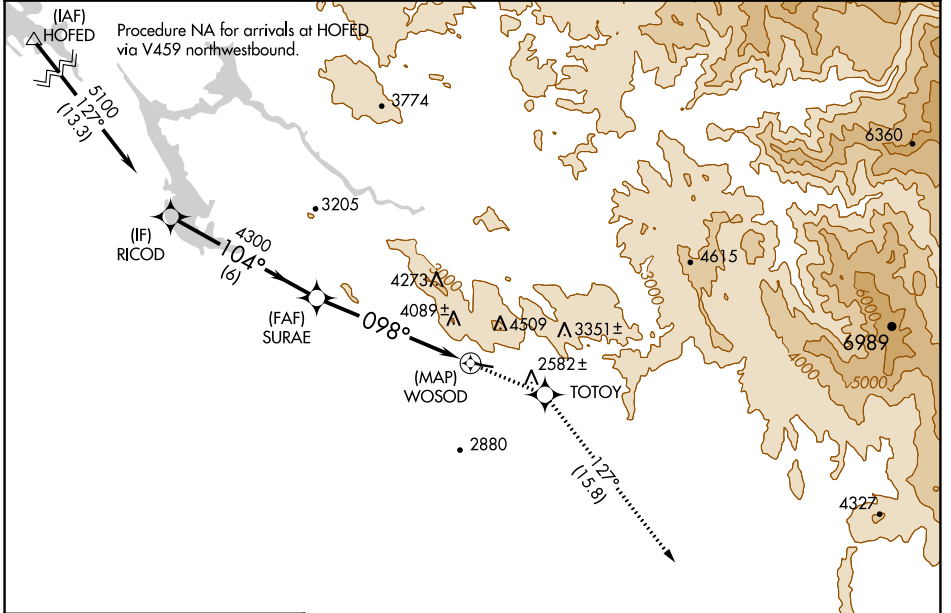 (IAF)
HOFED
Procedure NA for arrivals at HOFED
via V459 northwestbound.
5100
127°
(13.3)
3774
6360
3205
(IF)
RICOD
4300
104°
(6)
4615
3000
3000
4273
4089±
4509
3351±
(FAF)
SURAE
098°
6000
6989
4000
5000
2582±
(MAP)
WOSOD
TOTOY
2880
127°
(15.8)
4327